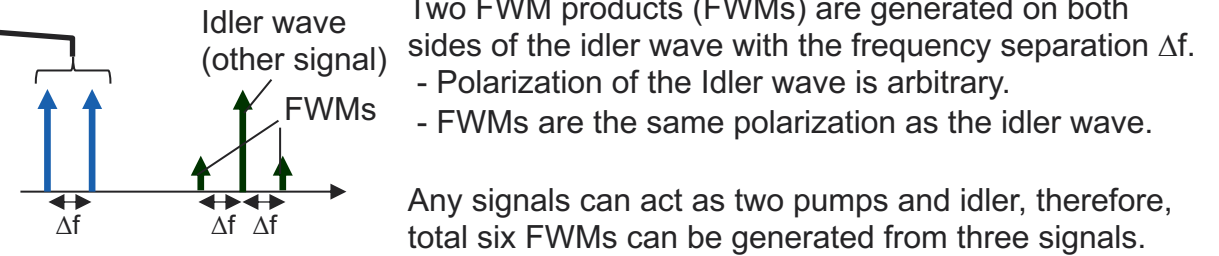 Two FWM products (FWMs) are generated on both
sides of the idler wave with the frequency separation Δf.
- Polarization of the Idler wave is arbitrary.
- FWMs are the same polarization as the idler wave.
Any signals can act as two pumps and idler, therefore,
total six FWMs can be generated from three signals.
Idler wave
(other signal)
FWMs
Δf
Δf Δf